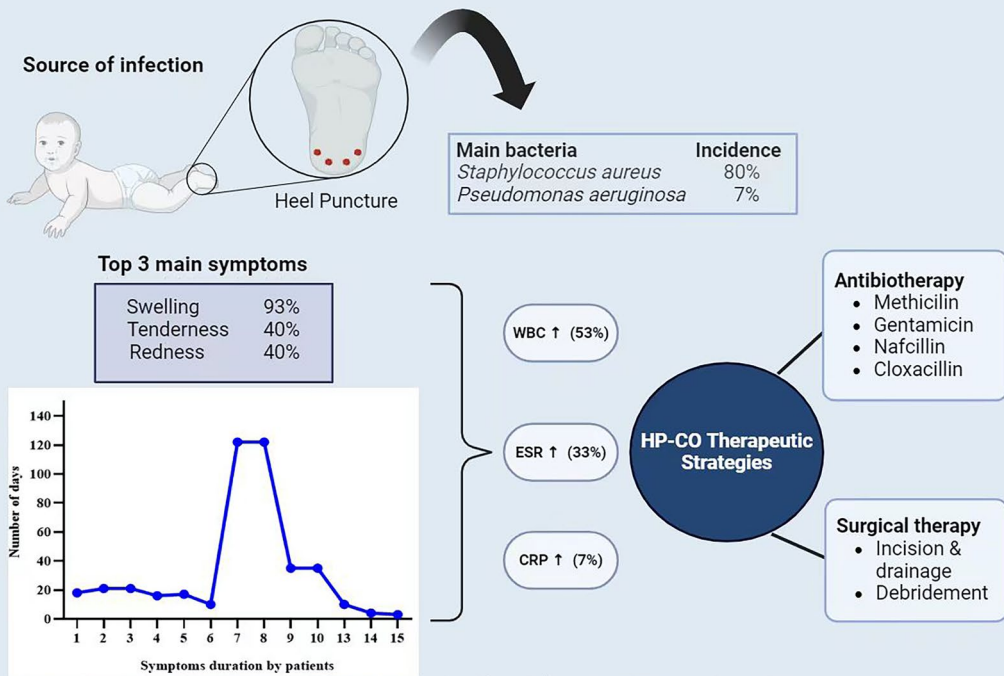 Source of infection
Heel Puncture
Main bacteria Incidence
Staphylococcus aureus 80%
Pseudomonas aeruginosa 7%
Top 3 main symptoms
Swelling 93%
Tenderness 40%
Redness 40%
140
120
100
80
60
40
20
0
Number of days
1 2 3 4 5 6 7 8 9 10 13 14 15
Symptoms duration by patients
WBC ↑ (53%)
ESR ↑ (33%)
CRP ↑ (7%)
HP-CO Therapeutic
Strategies
Antibiotherapy
• Methicilin
• Gentamicin
• Nafcillin
• Cloxacillin
Surgical therapy
• Incision &
drainage
• Debridement